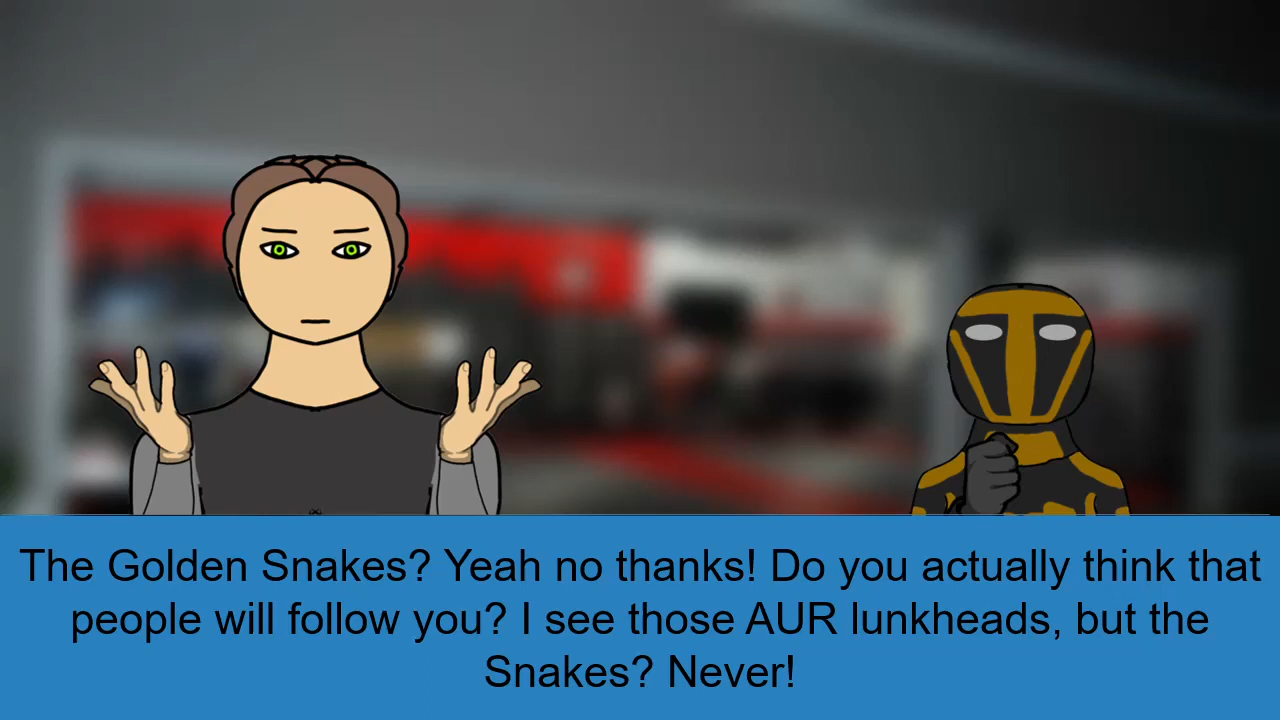 The Golden Snakes? Yeah no thanks! Do you actually think that
people will follow you? I see those AUR lunkheads, but the
Snakes? Never!